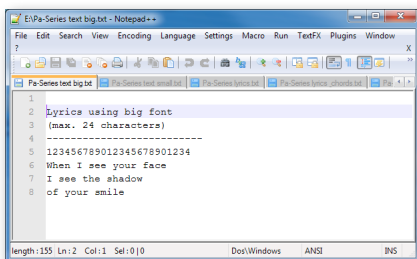 E:\Pa-Series text big.txt - Notepad++
File Edit Search View Encoding Language Settings Macro Run TextFX Plugins Window
? X
Pa-Series text big.txt Pa-Series text small.txt Pa-Series lyrics.txt Pa-Series lyrics_chords.txt Pa
1
2 Lyrics using big font
3 (max. 24 characters)
4 ------------------------
5 123456789012345678901234
6 When I see your face
7 I see the shadow
8 of your smile
length : 155 Ln : 2 Col : 1 Sel : 0 | 0 Dos\Windows ANSI INS